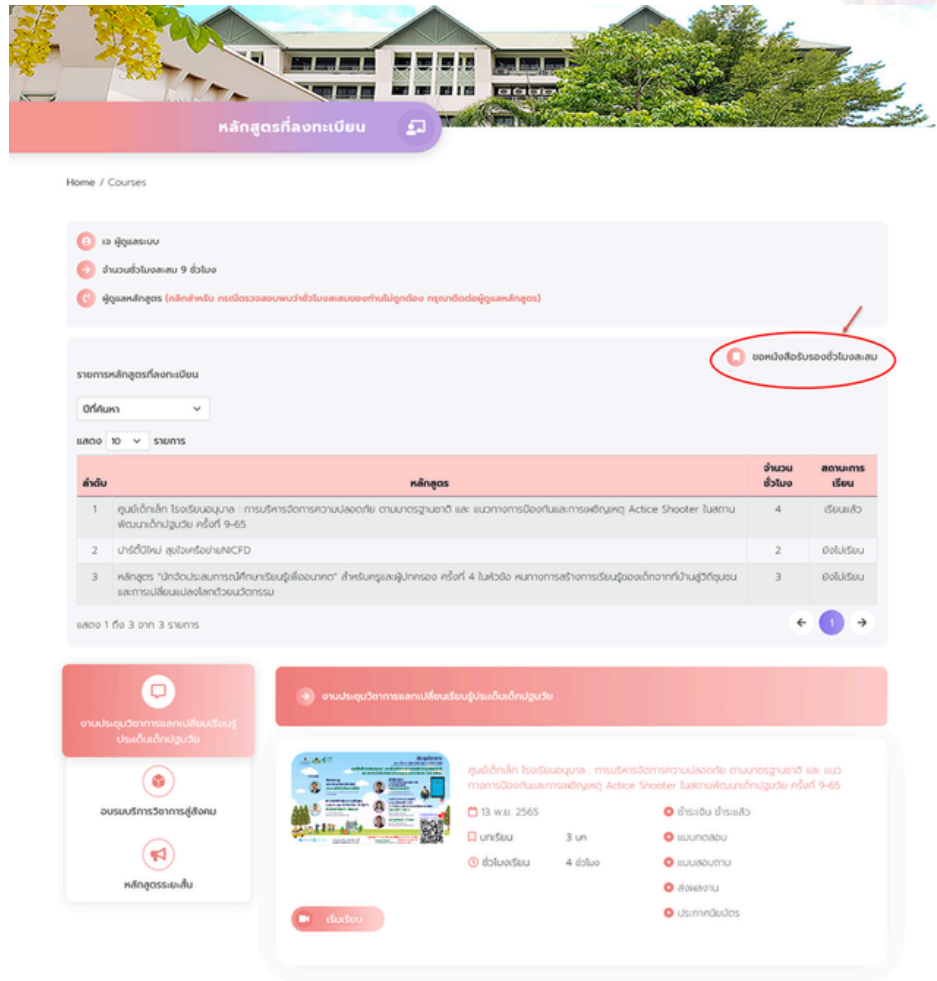 หลักสูตรที่ลงทะเบียน
Home / Courses
เจ ผู้ดูแลระบบ
จำนวนชั่วโมงสะสม 9 ชั่วโมง
ผู้ดูแลหลักสูตร (คลิกสำหรับ กรณีตรวจสอบพบว่าชั่วโมงสะสมของท่านไม่ถูกต้อง กรุณาติดต่อผู้ดูแลหลักสูตร)
ขอหนังสือรับรองชั่วโมงสะสม
รายการหลักสูตรที่ลงทะเบียน
ปีที่ค้นหา
แสดง 10 รายการ
ลำดับ หลักสูตร จำนวน สถานะการ
ชั่วโมง เรียน
1 ศูนย์เด็กเล็ก โรงเรียนอนุบาล : การบริหารจัดการความปลอดภัย ตามมาตรฐานชาติ และ แนวทางการป้องกันและการเผชิญเหตุ Actice Shooter ในสถาน 4 เรียนแล้ว
พัฒนาเด็กปฐมวัย ครั้งที่ 9-65
2 ปาร์ตี้ปีใหม่ สุขใจเครือข่ายNICFD 2 ยังไม่เรียน
3 หลักสูตร "นักจัดประสบการณ์ศึกษาเรียนรู้เพื่ออนาคต" สำหรับครูและผู้ปกครอง ครั้งที่ 4 ในหัวข้อ หนทางการสร้างการเรียนรู้ของเด็กจากที่บ้านสู่วิถีชุมชน 3 ยังไม่เรียน
และการเปลี่ยนแปลงโลกด้วยนวัตกรรม
แสดง 1 ถึง 3 จาก 3 รายการ
1
งานประชุมวิชาการแลกเปลี่ยนเรียนรู้
ประเด็นเด็กปฐมวัย
อบรมบริการวิชาการสู่สังคม
หลักสูตรระยะสั้น
งานประชุมวิชาการแลกเปลี่ยนเรียนรู้ประเด็นเด็กปฐมวัย
ศูนย์เด็กเล็ก โรงเรียนอนุบาล : การบริหารจัดการความปลอดภัย ตามมาตรฐานชาติ และ แนว
ทางการป้องกันและการเผชิญเหตุ Actice Shooter ในสถานพัฒนาเด็กปฐมวัย ครั้งที่ 9-65
13 พ.ย. 2565 ชำระเงิน ชำระแล้ว
บทเรียน 3 บท แบบทดสอบ
ชั่วโมงเรียน 4 ชั่วโมง แบบสอบถาม
ส่งผลงาน
ประกาศนียบัตร
เริ่มเรียน